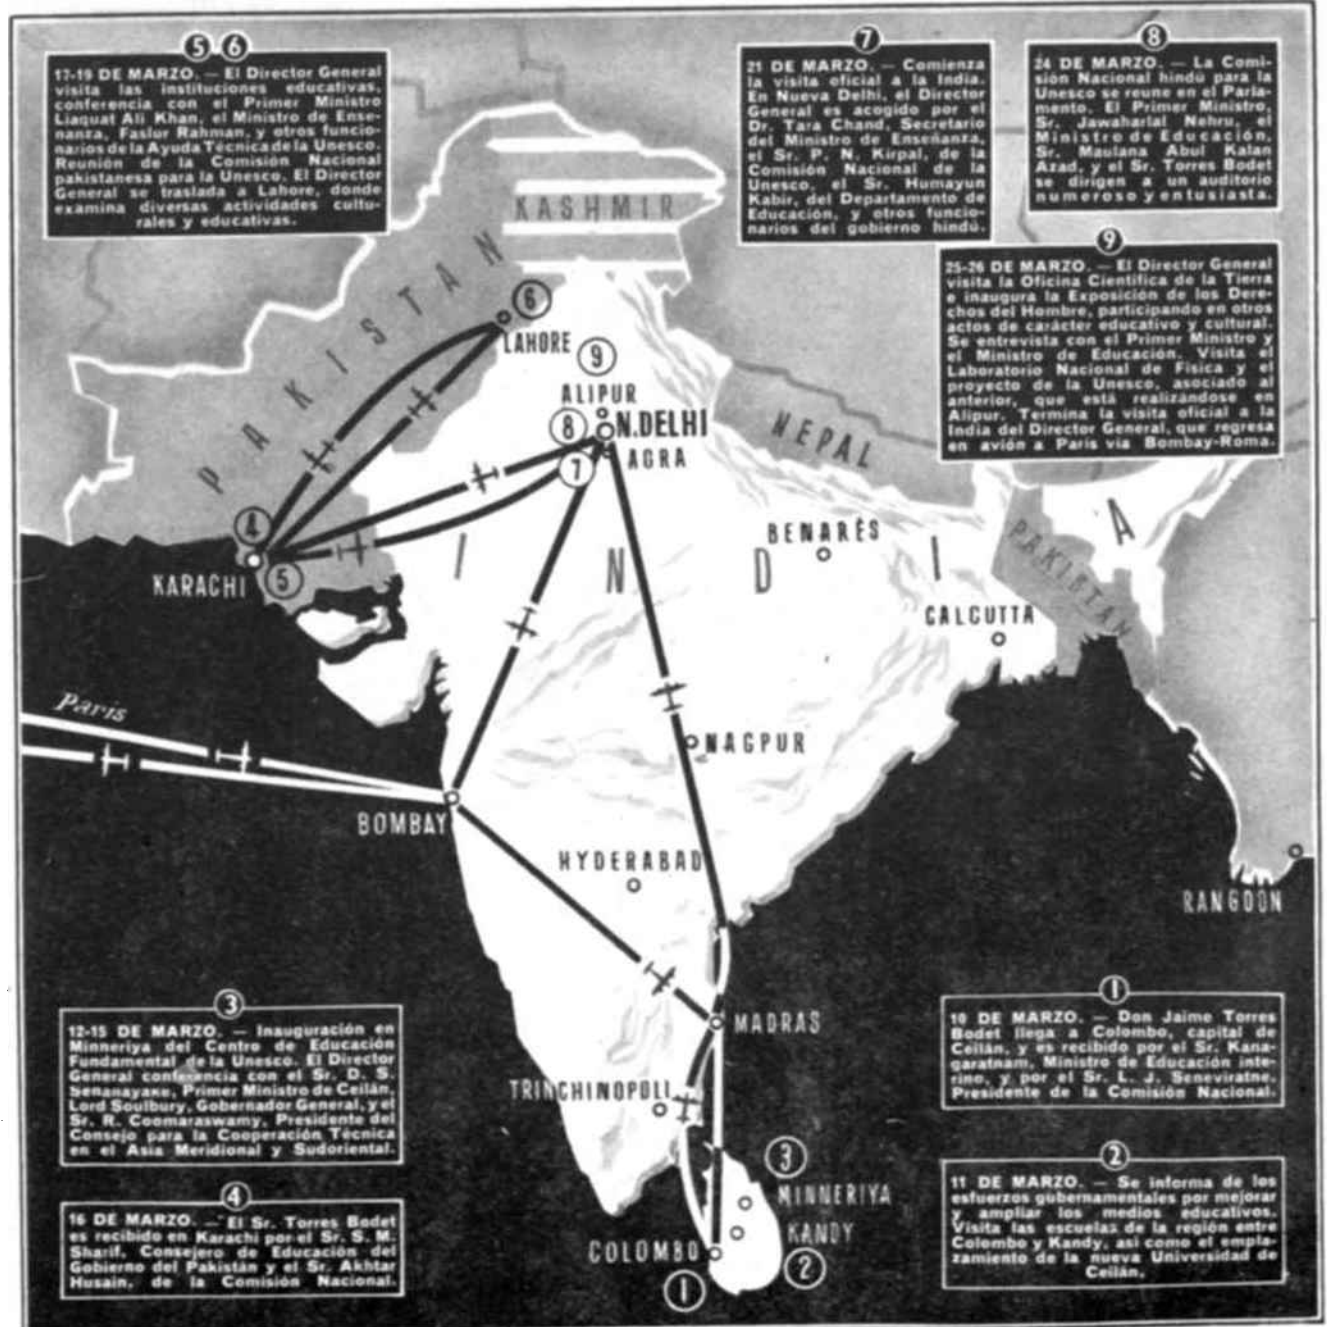 5 6
17-19 DE MARZO. — El Director General
visita las instituciones educativas,
conferencia con el Primer Ministro
Liaquat Ali Khan, el Ministro de Ense-
ñanza, Faslur Rahman, y otros funcio-
narios de la Ayuda Técnica de la Unesco.
Reunión de la Comisión Nacional
pakistanesa para la Unesco. El Director
General se traslada a Lahore, donde
examina diversas actividades cultu-
rales y educativas.
7
21 DE MARZO. — Comienza
la visita oficial a la India.
En Nueva Delhi, el Director
General es acogido por el
Dr. Tara Chand, Secretario
del Ministro de Enseñanza,
el Sr. P. N. Kirpal, de la
Comisión Nacional de la
Unesco, el Sr. Humayun
Kabir, del Departamento de
Educación, y otros funcio-
narios del gobierno hindú.
8
24 DE MARZO. — La Comi-
sión Nacional hindú para la
Unesco se reune en el Parla-
mento. El Primer Ministro,
Sr. Jawaharlal Nehru, el
Ministro de Educación,
Sr. Maulana Abul Kalan
Azad, y el Sr. Torres Bodet
se dirigen a un auditorio
numeroso y entusiasta.
9
25-26 DE MARZO. — El Director General
visita la Oficina Científica de la Tierra
e inaugura la Exposición de los Dere-
chos del Hombre, participando en otros
actos de carácter educativo y cultural.
Se entrevista con el Primer Ministro y
el Ministro de Educación. Visita el
Laboratorio Nacional de Física y el
proyecto de la Unesco, asociado al
anterior, que está realizándose en
Alipur. Termina la visita oficial a la
India del Director General, que regresa
en avión a Paris via Bombay-Roma.
KASHMIR
PAKISTAN
6
LAHORE
9
ALIPUR
8
N. DELHI
7
AGRA
NEPAL
4
KARACHI
5
INDIA
BENARÉS
PAKISTAN
CALCUTTA
Paris
NAGPUR
BOMBAY
HYDERABAD
RANGOON
MADRAS
TRINCHINOPOLI
3
MINNERIYA
KANDY
2
COLOMBO
1
3
12-15 DE MARZO. — Inauguración en
Minneriya del Centro de Educación
Fundamental de la Unesco. El Director
General conferencia con el Sr. D. S.
Senanayake, Primer Ministro de Ceilán,
Lord Soulbury, Gobernador General, y el
Sr. R. Coomaraswamy, Presidente del
Consejo para la Cooperación Técnica
en el Asia Meridional y Sudoriental.
4
16 DE MARZO. — El Sr. Torres Bodet
es recibido en Karachi por el Sr. S. M.
Sharif, Consejero de Educación del
Gobierno del Pakistán y el Sr. Akhtar
Husain, de la Comisión Nacional.
1
10 DE MARZO. — Don Jaime Torres
Bodet llega a Colombo, capital de
Ceilán, y es recibido por el Sr. Kana-
garatnam, Ministro de Educación inte-
rino, y por el Sr. L. J. Seneviratne,
Presidente de la Comisión Nacional.
2
11 DE MARZO. — Se informa de los
esfuerzos gubernamentales por mejorar
y ampliar los medios educativos.
Visita las escuelas de la región entre
Colombo y Kandy, así como el empla-
zamiento de la nueva Universidad de
Ceilán.